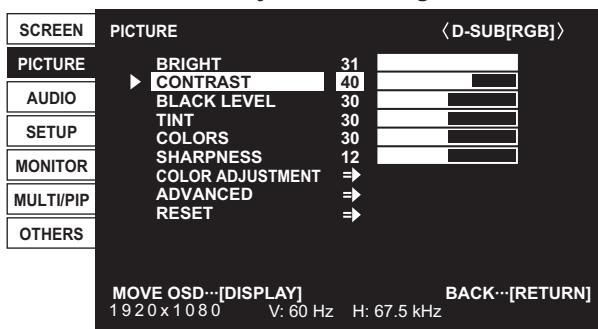 SCREEN
PICTURE
AUDIO
SETUP
MONITOR
MULTI/PIP
OTHERS
PICTURE 〈D-SUB[RGB]〉
BRIGHT 31
CONTRAST 40
BLACK LEVEL 30
TINT 30
COLORS 30
SHARPNESS 12
COLOR ADJUSTMENT
ADVANCED
RESET
MOVE OSD···[DISPLAY] BACK···[RETURN]
1920x1080 V: 60 Hz H: 67.5 kHz